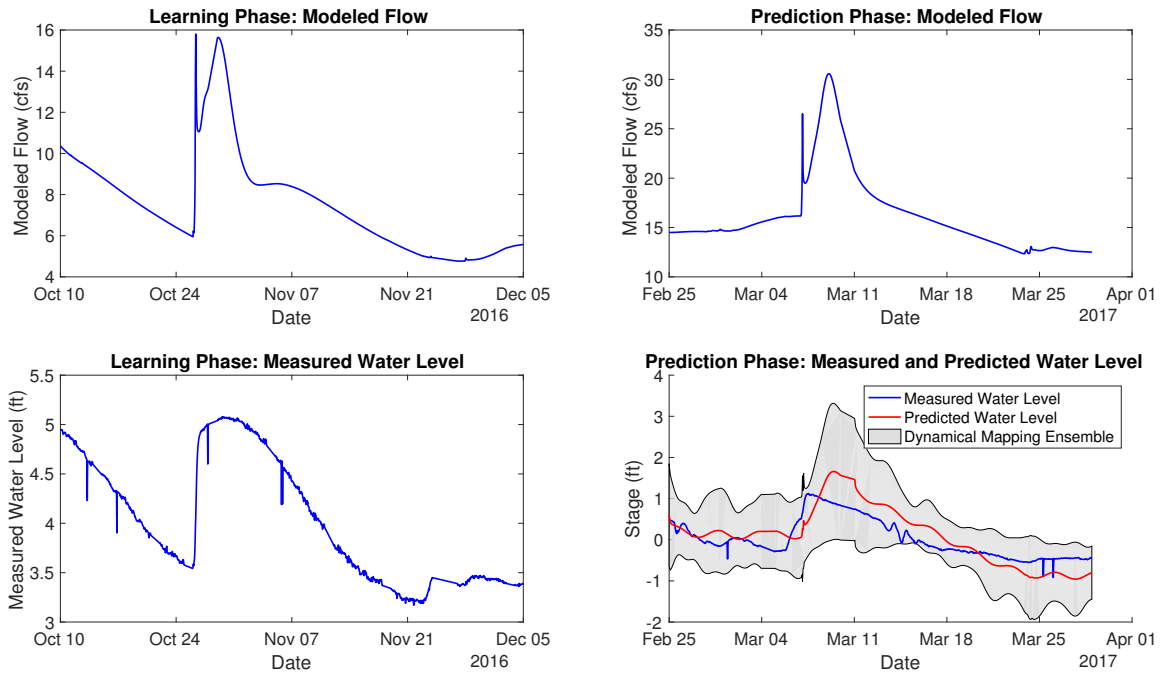 Learning Phase: Modeled Flow
Modeled Flow (cfs)
16
14
12
10
8
6
4
Oct 10 Oct 24 Nov 07 Nov 21 Dec 05
Date
2016
Prediction Phase: Modeled Flow
Modeled Flow (cfs)
35
30
25
20
15
10
Feb 25 Mar 04 Mar 11 Mar 18 Mar 25 Apr 01
Date
2017
Learning Phase: Measured Water Level
Measured Water Level (ft)
5.5
5
4.5
4
3.5
3
Oct 10 Oct 24 Nov 07 Nov 21 Dec 05
Date
2016
Prediction Phase: Measured and Predicted Water Level
Stage (ft)
4
3
2
1
0
-1
-2
Measured Water Level
Predicted Water Level
Dynamical Mapping Ensemble
Feb 25 Mar 04 Mar 11 Mar 18 Mar 25 Apr 01
Date
2017